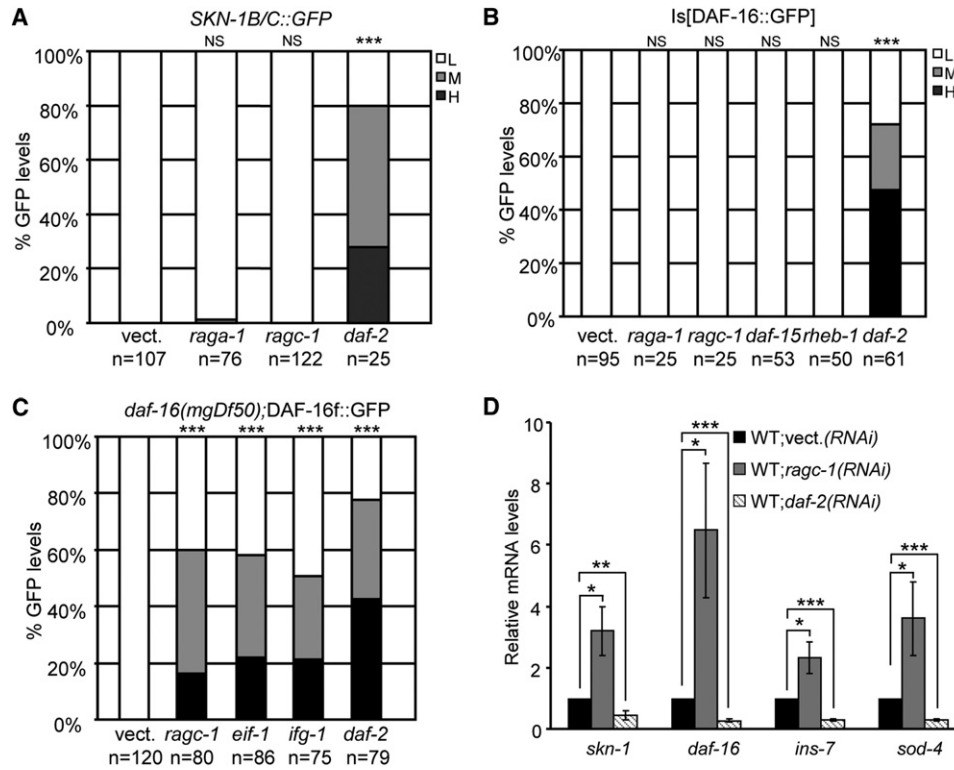 A
SKN-1B/C::GFP
NS NS ***
L
M
H
100%
80%
60%
40%
20%
0%
% GFP levels
vect. raga-1 ragc-1 daf-2
n=107 n=76 n=122 n=25
B
Is[DAF-16::GFP]
NS NS NS NS ***
L
M
H
100%
80%
60%
40%
20%
0%
% GFP levels
vect. raga-1 ragc-1 daf-15 rheb-1 daf-2
n=95 n=25 n=25 n=53 n=50 n=61
C
daf-16(mgDf50);DAF-16f::GFP
*** *** *** ***
100%
80%
60%
40%
20%
0%
% GFP levels
vect. ragc-1 eif-1 ifg-1 daf-2
n=120 n=80 n=86 n=75 n=79
D
10
8
6
4
2
0
Relative mRNA levels
WT;vect.(RNAi)
WT;ragc-1(RNAi)
WT;daf-2(RNAi)
** *
*** *
*** *
*** *
skn-1 daf-16 ins-7 sod-4